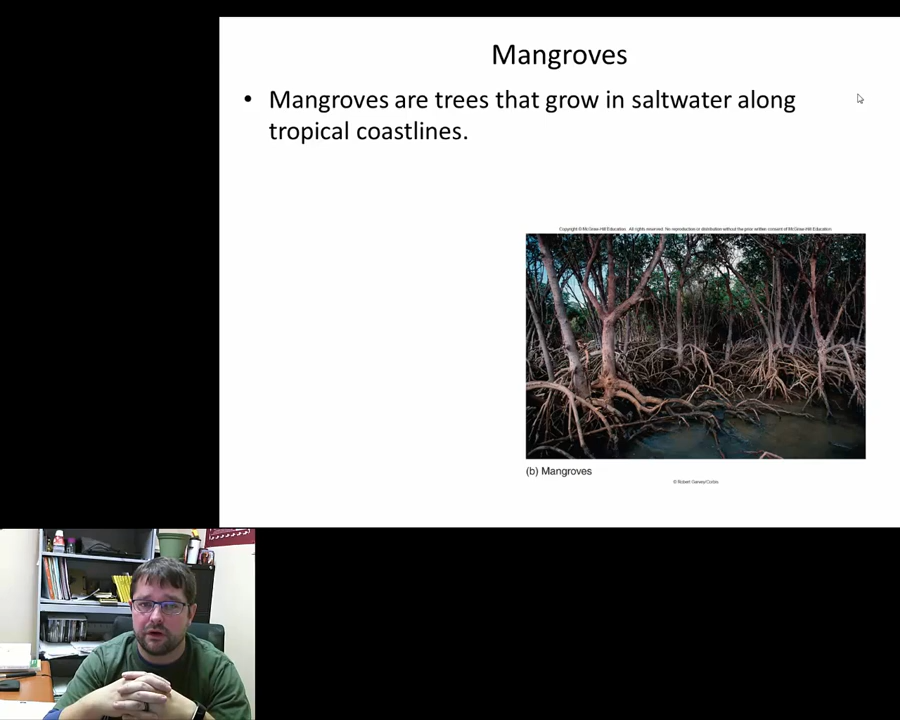 Mangroves
• Mangroves are trees that grow in saltwater along
tropical coastlines.
Copyright © McGraw-Hill Education. All rights reserved. No reproduction or distribution without the prior written consent of McGraw-Hill Education
(b) Mangroves
© Robert Garvey/Corbis